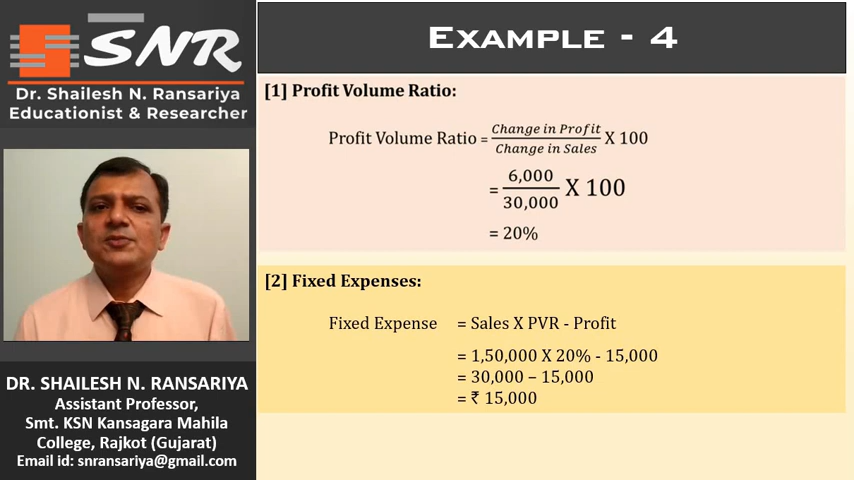 SNR
Dr. Shailesh N. Ransariya
Educationist & Researcher
DR. SHAILESH N. RANSARIYA
Assistant Professor,
Smt. KSN Kansagara Mahila
College, Rajkot (Gujarat)
Email id: snransariya@gmail.com
EXAMPLE - 4
[1] Profit Volume Ratio:
Profit Volume Ratio = Change in Profit / Change in Sales X 100
= 6,000 / 30,000 X 100
= 20%
[2] Fixed Expenses:
Fixed Expense = Sales X PVR - Profit
= 1,50,000 X 20% - 15,000
= 30,000 – 15,000
= ₹ 15,000